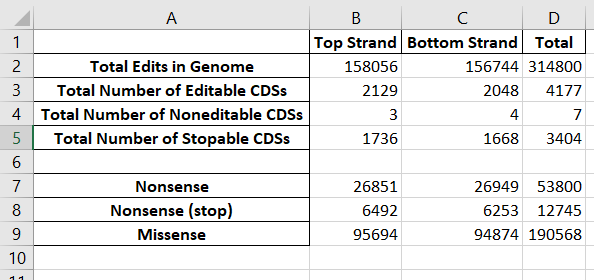 A B C D
1 Top Strand Bottom Strand Total
2 Total Edits in Genome 158056 156744 314800
3 Total Number of Editable CDSs 2129 2048 4177
4 Total Number of Noneditable CDSs 3 4 7
5 Total Number of Stopable CDSs 1736 1668 3404
6
7 Nonsense 26851 26949 53800
8 Nonsense (stop) 6492 6253 12745
9 Missense 95694 94874 190568
10